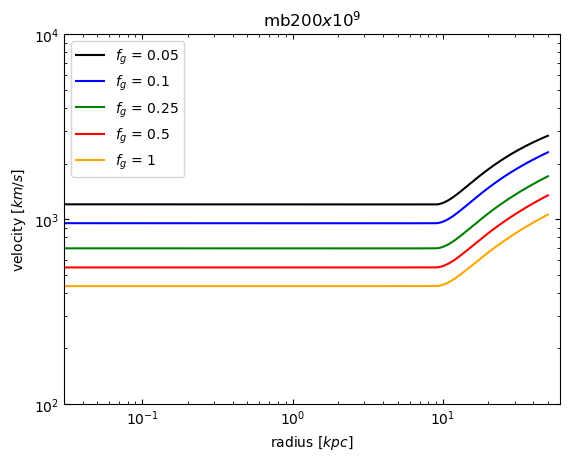 mb200x10^9
10^4
f_g = 0.05
f_g = 0.1
f_g = 0.25
f_g = 0.5
f_g = 1
velocity [km/s]
10^3
10^2
10^-1
10^0
10^1
radius [kpc]